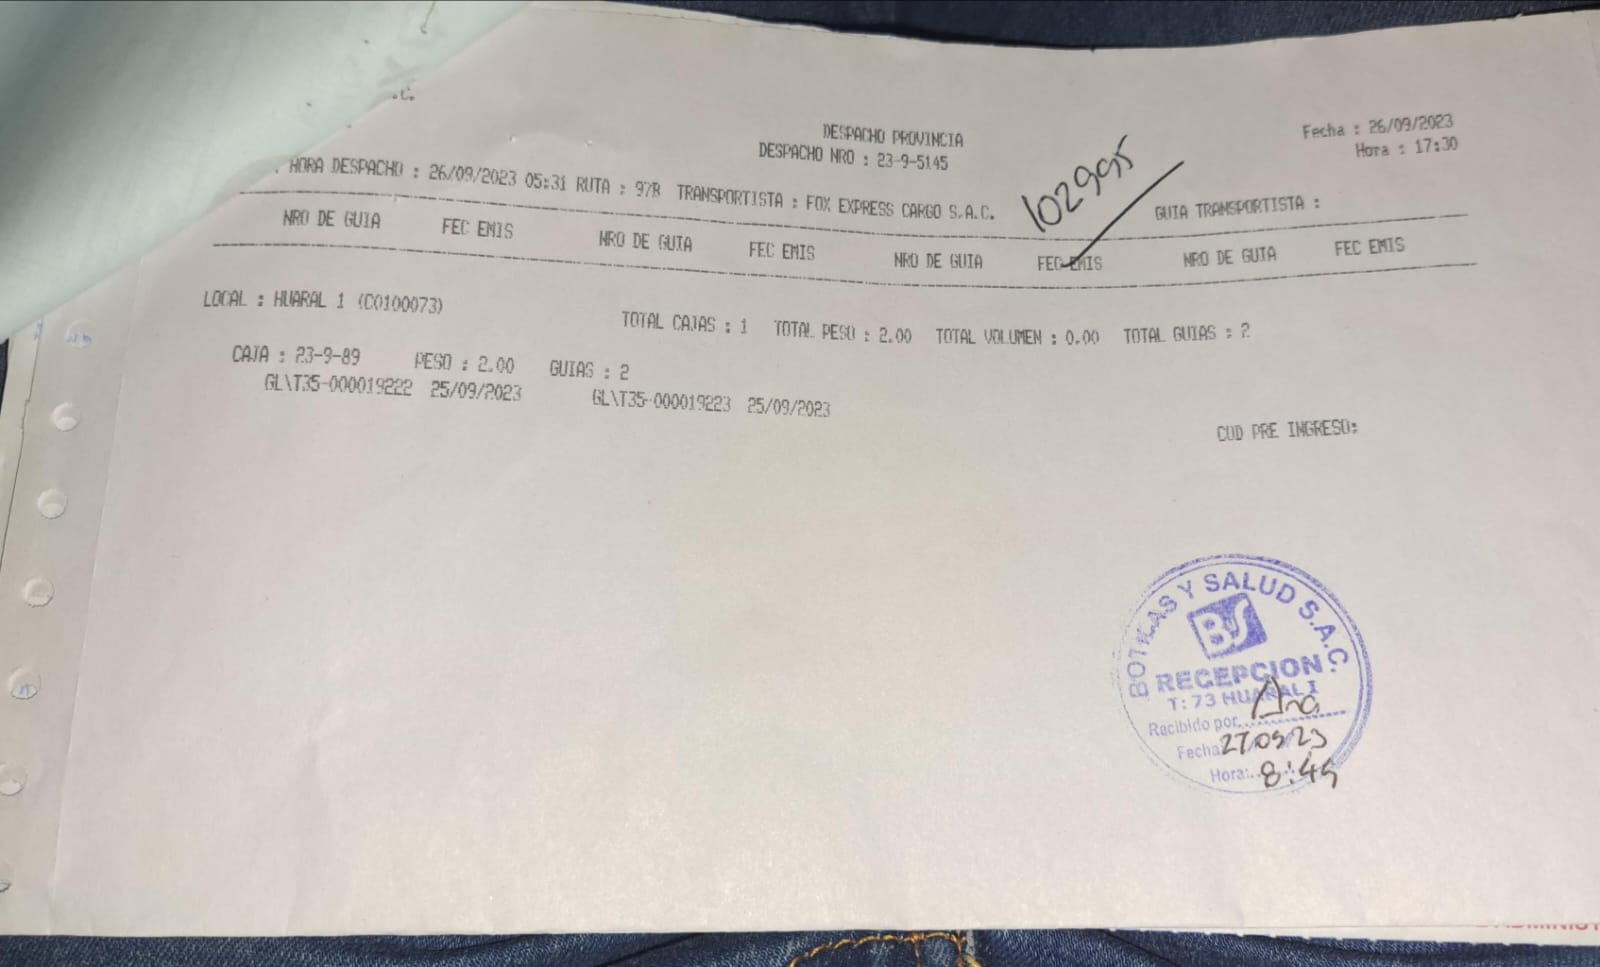 .C.
DESPACHO PROVINCIA
Fecha : 26/09/2023
DESPACHO NRO : 23-9-5145
Hora : 17:30
HORA DESPACHO : 26/09/2023 05:31 RUTA : 97R TRANSPORTISTA : FOX EXPRESS CARGO S.A.C.
102995
GUIA TRANSPORTISTA :
NRO DE GUIA FEC EMIS NRO DE GUIA FEC EMIS NRO DE GUIA FEC EMIS NRO DE GUIA FEC EMIS
LOCAL : HUARAL 1 (C0100073)
TOTAL CAJAS : 1 TOTAL PESO : 2.00 TOTAL VOLUMEN : 0.00 TOTAL GUIAS : 2
CAJA : 23-9-89 PESO : 2.00 GUIAS : 2
GL\T35-000019222 25/09/2023 GL\T35-000019223 25/09/2023
COD PRE INGRESO:
BOTICAS Y SALUD S.A.C.
BS
RECEPCION
T: 73 HUARAL I
Recibido por: Ana
Fecha 27/09/23
Hora: 8:45